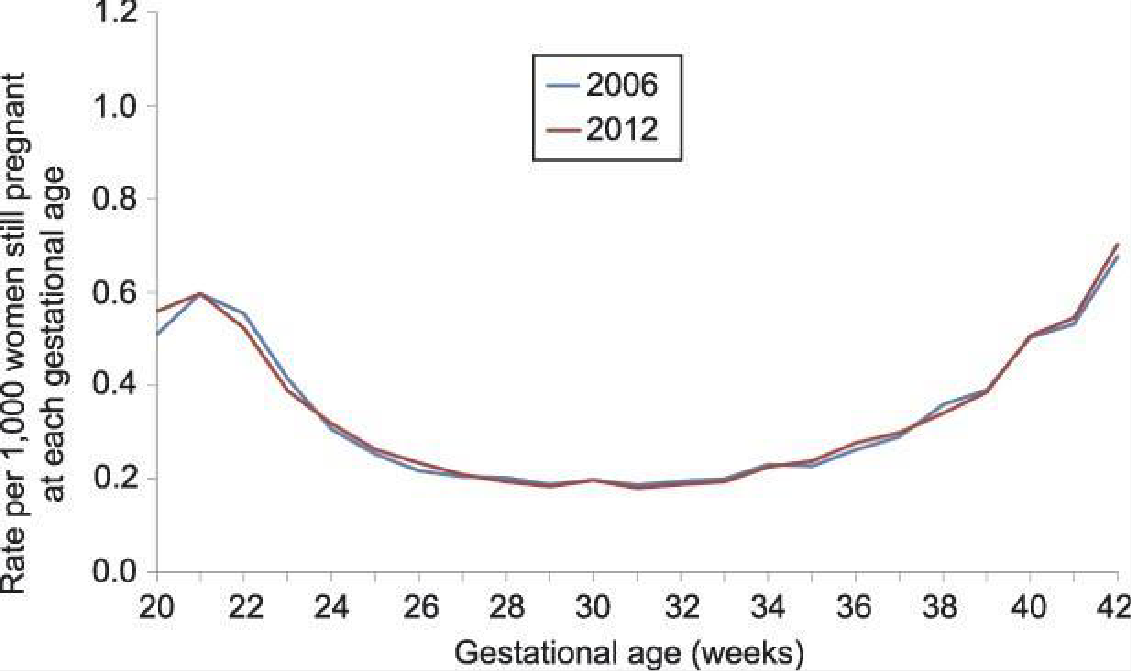 1.2
1.0
0.8
0.6
0.4
0.2
0.0
Rate per 1,000 women still pregnant
at each gestational age
2006
2012
20 22 24 26 28 30 32 34 36 38 40 42
Gestational age (weeks)